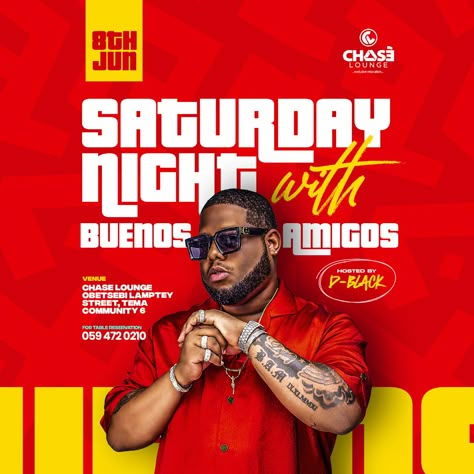 8TH
JUN
CHASÈ
LOUNGE
SATURDAY
NIGHT with
BUENOS AMIGOS
HOSTED BY
D-BLACK
VENUE
CHASE LOUNGE
OBETSEBI LAMPTEY
STREET, TEMA
COMMUNITY 6
FOR TABLE RESERVATION
059 472 0210
B.A.M